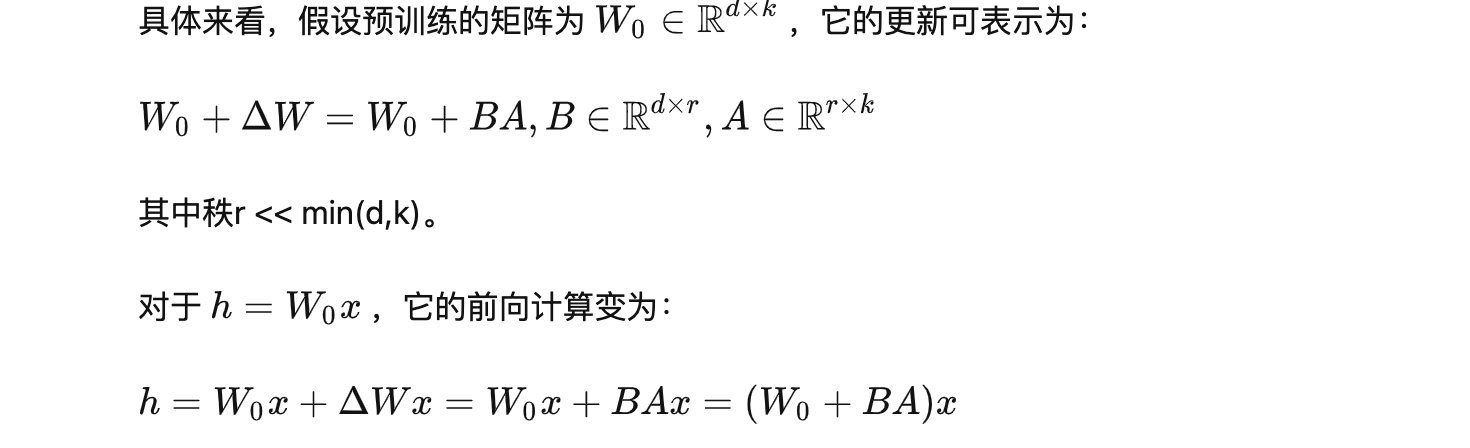 具体来看，假设预训练的矩阵为 $W_0 \in \mathbb{R}^{d \times k}$ ，它的更新可表示为：
$W_0 + \Delta W = W_0 + BA, B \in \mathbb{R}^{d \times r}, A \in \mathbb{R}^{r \times k}$
其中秩r << min(d,k)。
对于 $h = W_0 x$ ，它的前向计算变为：
$h = W_0 x + \Delta W x = W_0 x + BAx = (W_0 + BA)x$